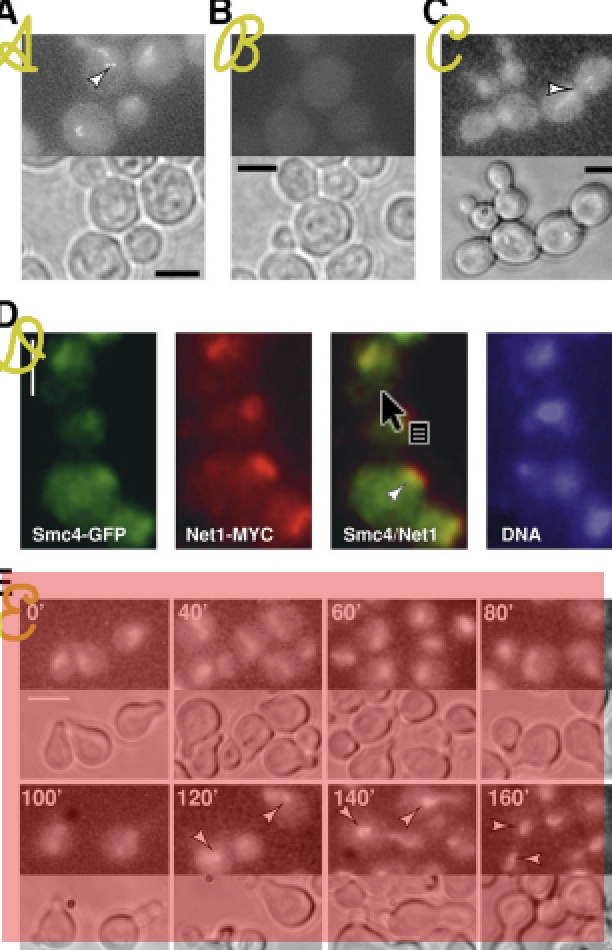 A B C
A B C
D
D
Smc4-GFP Net1-MYC Smc4/Net1 DNA
E
E
0' 40' 60' 80'
100' 120' 140' 160'